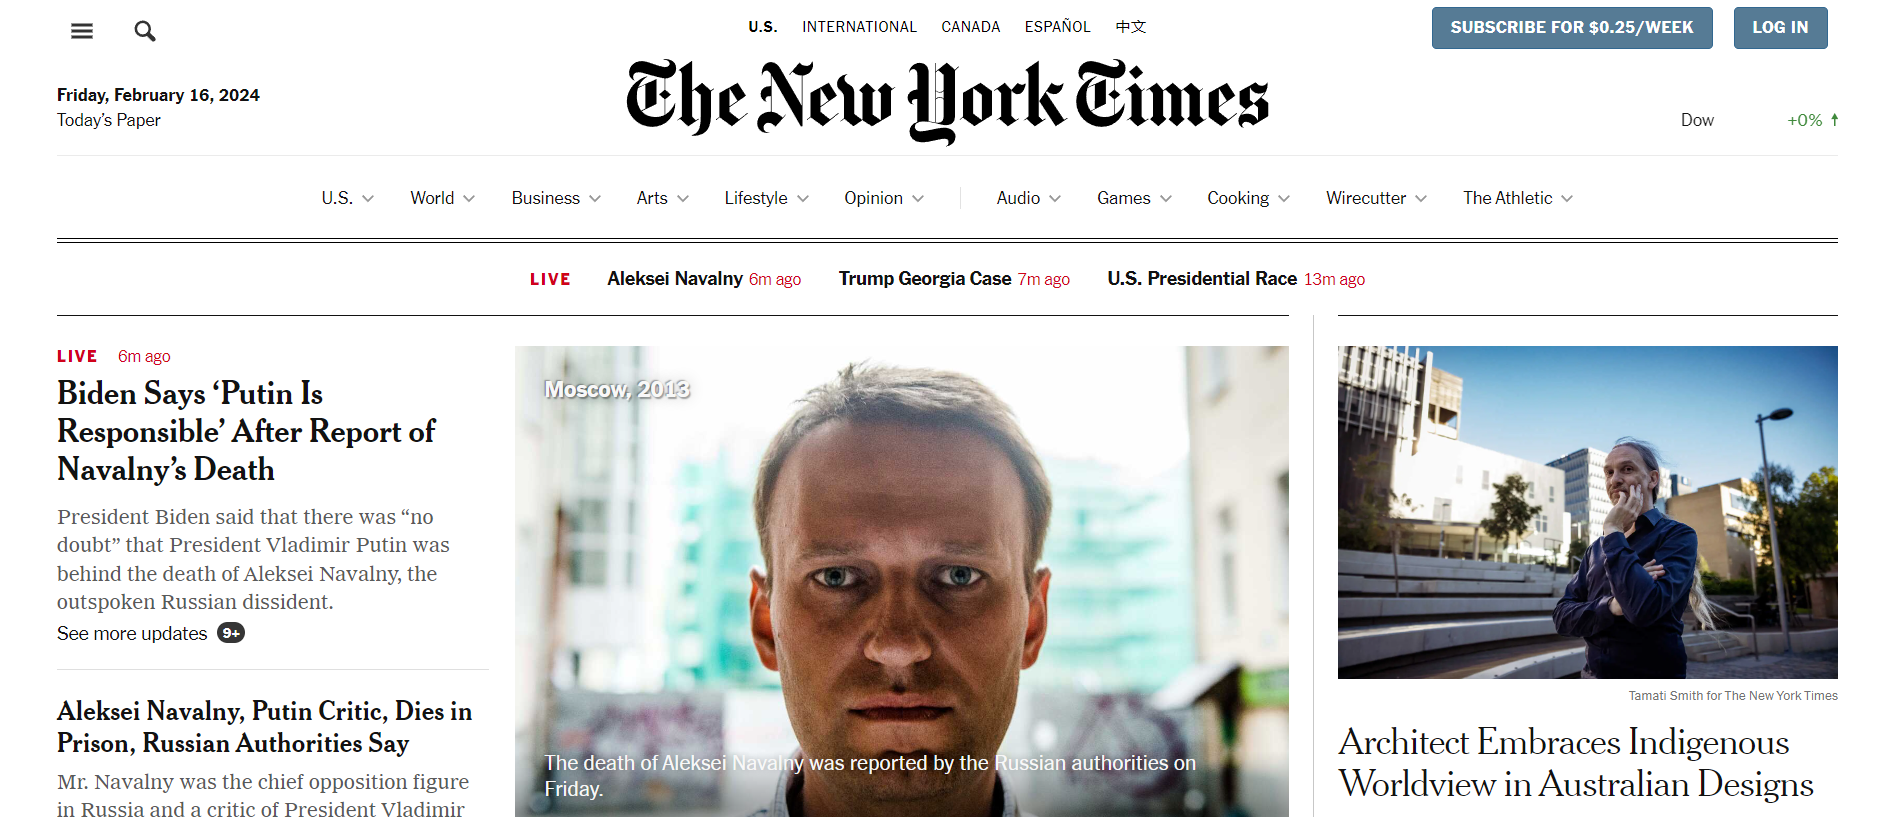 U.S. INTERNATIONAL CANADA ESPAÑOL 中文
SUBSCRIBE FOR $0.25/WEEK LOG IN
The New York Times
Friday, February 16, 2024
Today's Paper
Dow +0%
U.S. World Business Arts Lifestyle Opinion Audio Games Cooking Wirecutter The Athletic
LIVE Aleksei Navalny 6m ago Trump Georgia Case 7m ago U.S. Presidential Race 13m ago
LIVE 6m ago
Biden Says ‘Putin Is
Responsible’ After Report of
Navalny’s Death
President Biden said that there was “no
doubt” that President Vladimir Putin was
behind the death of Aleksei Navalny, the
outspoken Russian dissident.
See more updates 9+
Aleksei Navalny, Putin Critic, Dies in
Prison, Russian Authorities Say
Mr. Navalny was the chief opposition figure
in Russia and a critic of President Vladimir
Moscow, 2013
The death of Aleksei Navalny was reported by the Russian authorities on
Friday.
Tamati Smith for The New York Times
Architect Embraces Indigenous
Worldview in Australian Designs